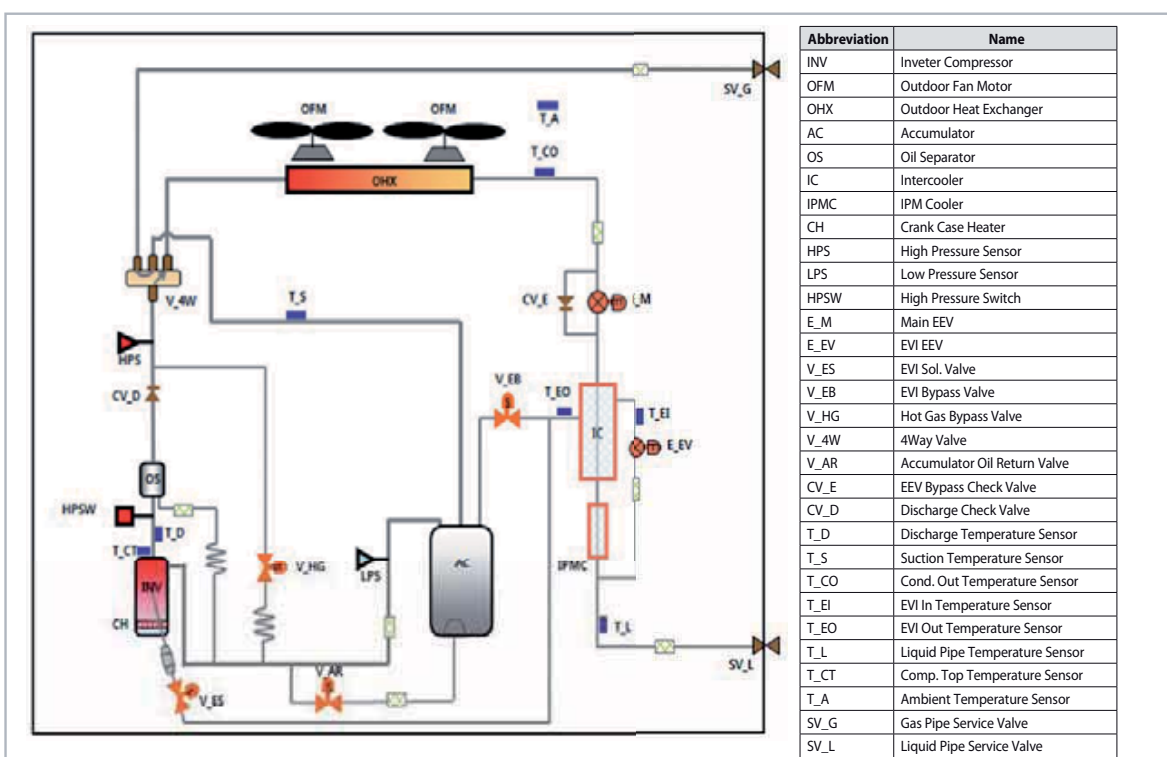 OFM
OFM
T_A
T_CO
OHX
SV_G
V_4W
T_S
CV_E
(_M
HPS
CV_D
V_EB
T_EO
IC
T_EI
E_EV
OS
HPSW
T_D
T_CT
INV
CH
V_HG
LPS
AC
IPMC
T_L
SV_L
V_AR
V_ES
Abbreviation Name
INV Inveter Compressor
OFM Outdoor Fan Motor
OHX Outdoor Heat Exchanger
AC Accumulator
OS Oil Separator
IC Intercooler
IPMC IPM Cooler
CH Crank Case Heater
HPS High Pressure Sensor
LPS Low Pressure Sensor
HPSW High Pressure Switch
E_M Main EEV
E_EV EVI EEV
V_ES EVI Sol. Valve
V_EB EVI Bypass Valve
V_HG Hot Gas Bypass Valve
V_4W 4Way Valve
V_AR Accumulator Oil Return Valve
CV_E EEV Bypass Check Valve
CV_D Discharge Check Valve
T_D Discharge Temperature Sensor
T_S Suction Temperature Sensor
T_CO Cond. Out Temperature Sensor
T_EI EVI In Temperature Sensor
T_EO EVI Out Temperature Sensor
T_L Liquid Pipe Temperature Sensor
T_CT Comp. Top Temperature Sensor
T_A Ambient Temperature Sensor
SV_G Gas Pipe Service Valve
SV_L Liquid Pipe Service Valve